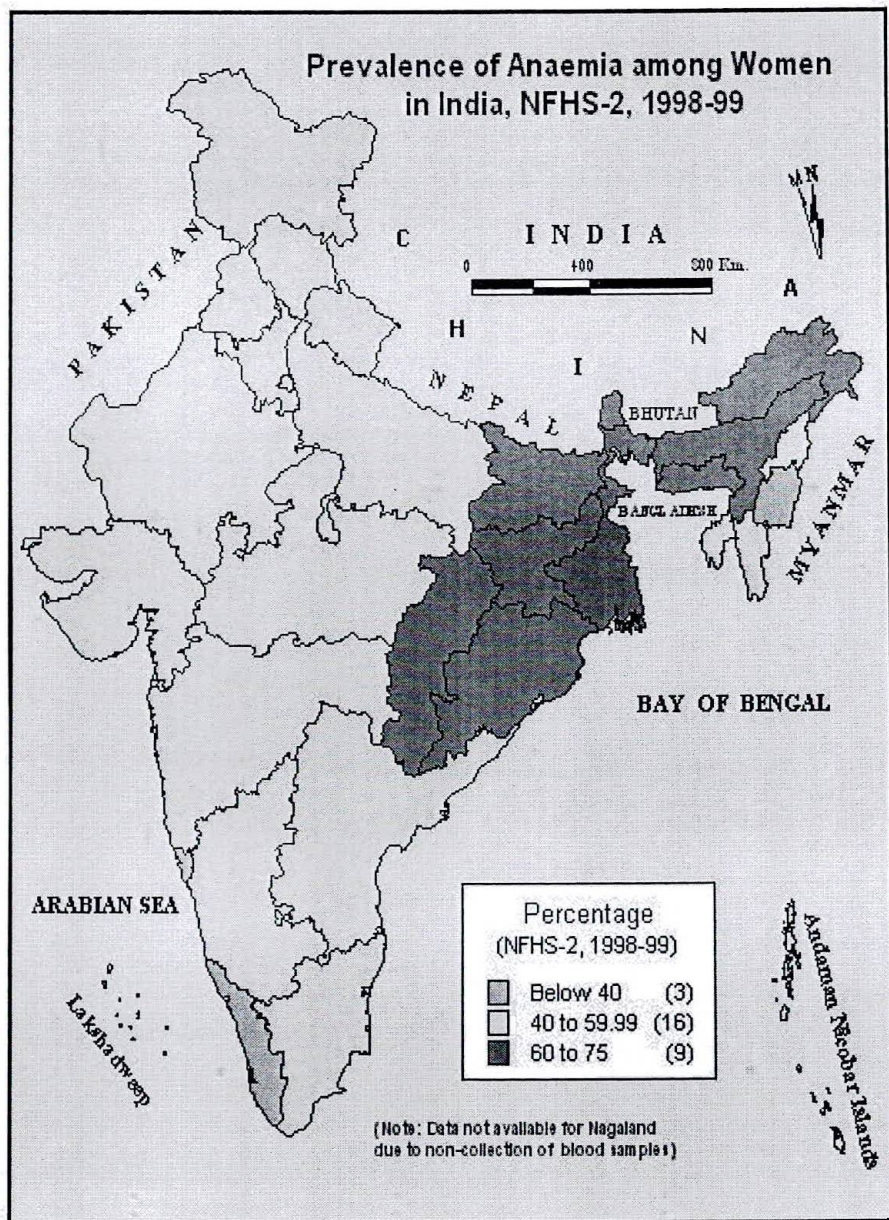 Prevalence of Anaemia among Women
in India, NFHS-2, 1998-99
M N
I N D I A
0 400 800 Km.
C
H
I
N
A
PAKISTAN
NEPAL
BHUTAN
BANGLADESH
MYANMAR
BAY OF BENGAL
ARABIAN SEA
Lakshadweep
Andaman Nicobar Islands
Percentage
(NFHS-2, 1998-99)
Below 40 (3)
40 to 59.99 (16)
60 to 75 (9)
(Note: Data not available for Nagaland
due to non-collection of blood samples)